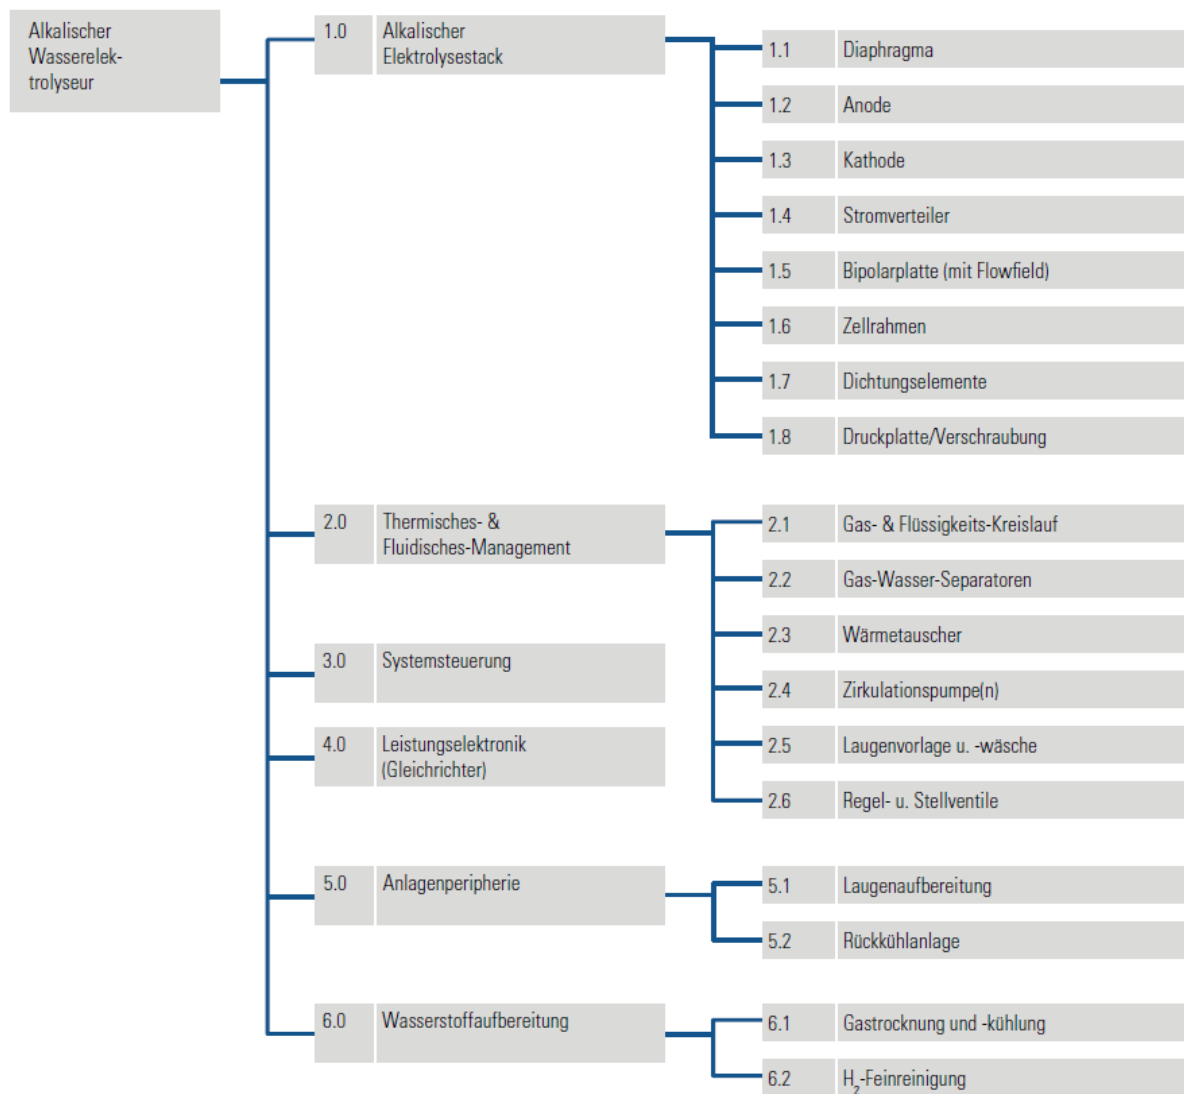 Alkalischer
Wasserelek-
trolyseur
1.0 Alkalischer
Elektrolysestack
1.1 Diaphragma
1.2 Anode
1.3 Kathode
1.4 Stromverteiler
1.5 Bipolarplatte (mit Flowfield)
1.6 Zellrahmen
1.7 Dichtungselemente
1.8 Druckplatte/Verschraubung
2.0 Thermisches- &
Fluidisches-Management
2.1 Gas- & Flüssigkeits-Kreislauf
2.2 Gas-Wasser-Separatoren
2.3 Wärmetauscher
2.4 Zirkulationspumpe(n)
2.5 Laugenvorlage u. -wäsche
2.6 Regel- u. Stellventile
3.0 Systemsteuerung
4.0 Leistungselektronik
(Gleichrichter)
5.0 Anlagenperipherie
5.1 Laugenaufbereitung
5.2 Rückkühlanlage
6.0 Wasserstoffaufbereitung
6.1 Gastrocknung und -kühlung
6.2 H₂-Feinreinigung